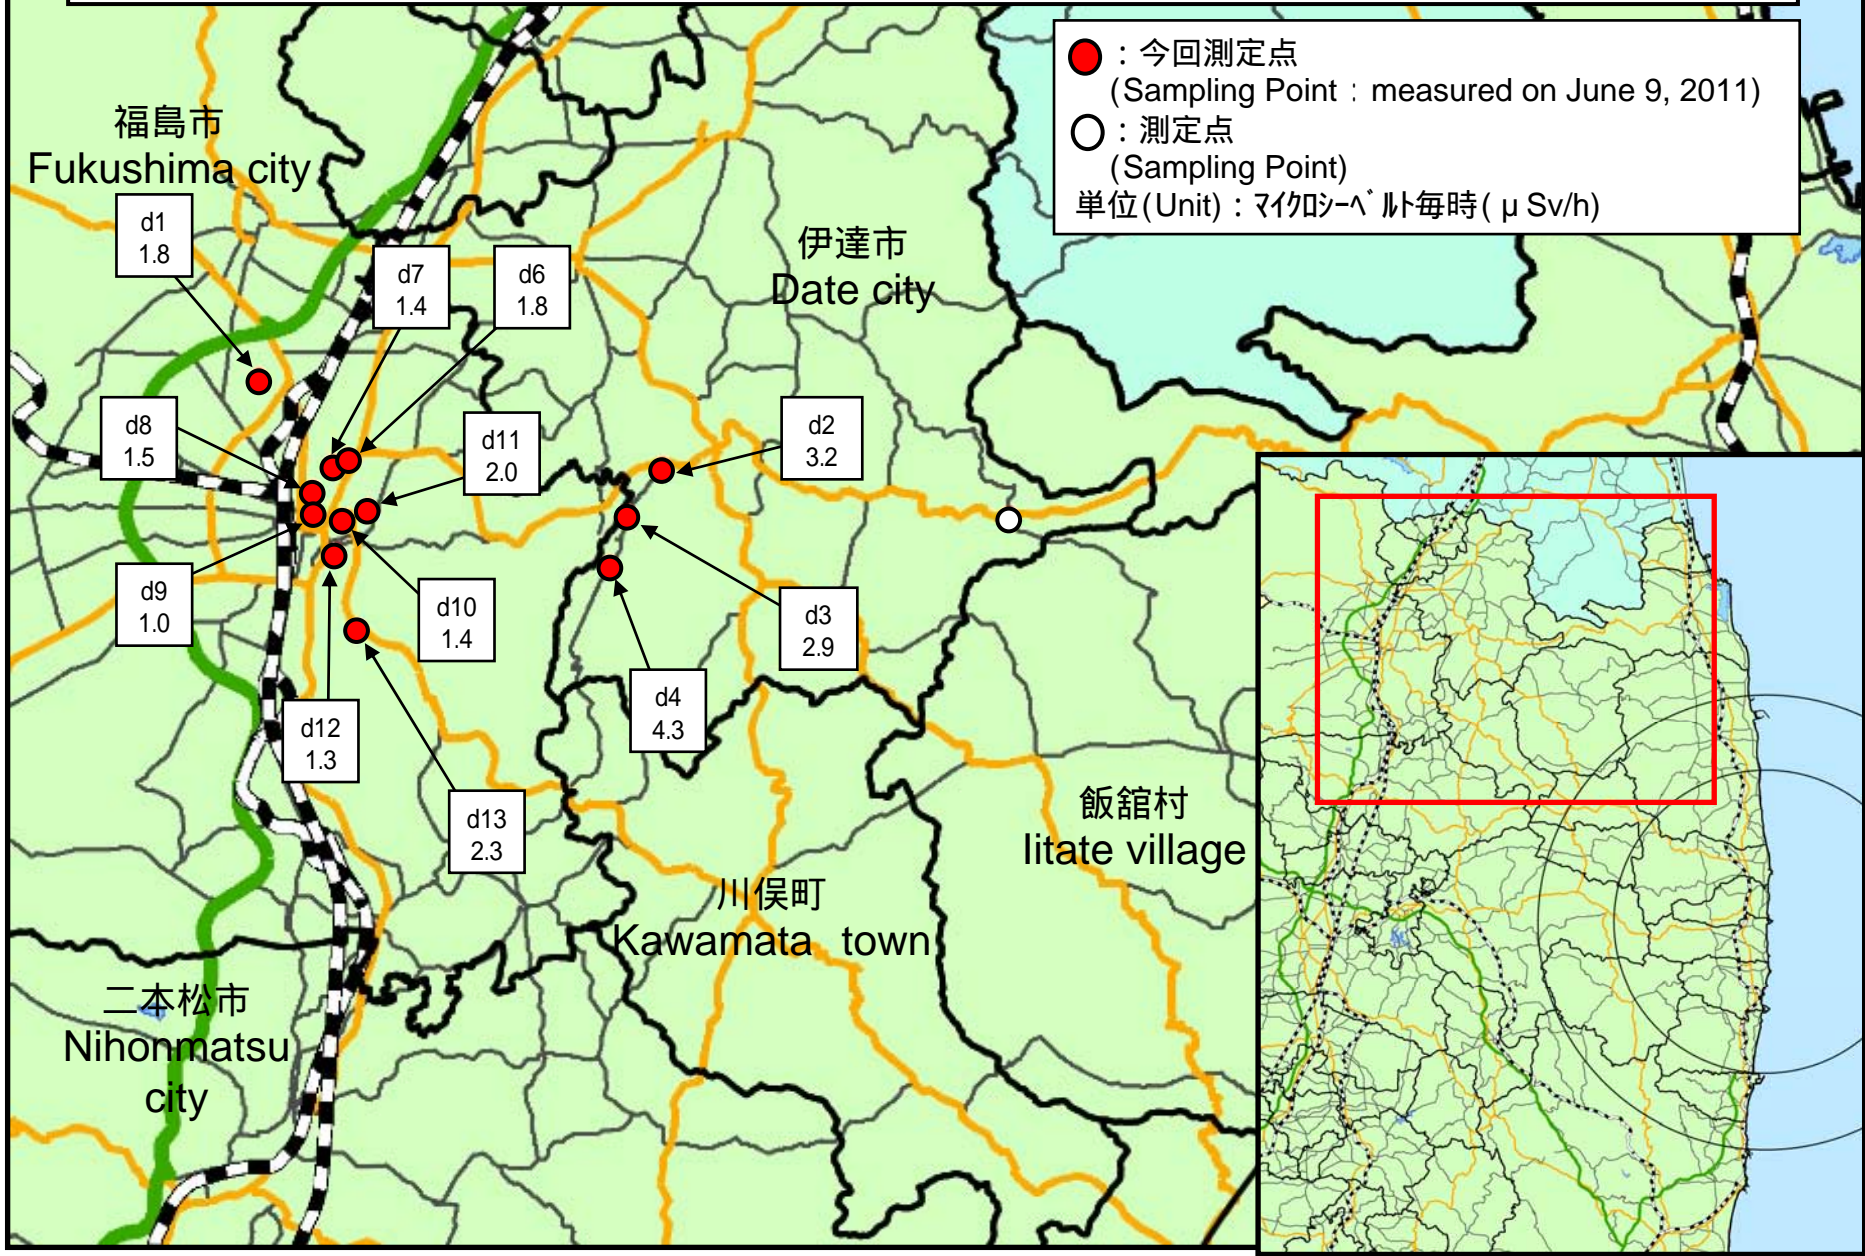 ●：今回測定点
(Sampling Point：measured on June 9, 2011)
○：測定点
(Sampling Point)
単位(Unit)：ﾏｲｸﾛｼｰﾍﾞﾙﾄ毎時( μ Sv/h)
福島市
Fukushima city
d1
1.8
d7
1.4
d6
1.8
伊達市
Date city
d8
1.5
d11
2.0
d2
3.2
d9
1.0
d10
1.4
d3
2.9
d12
1.3
d4
4.3
d13
2.3
飯舘村
Iitate village
川俣町
Kawamata town
二本松市
Nihonmatsu
city